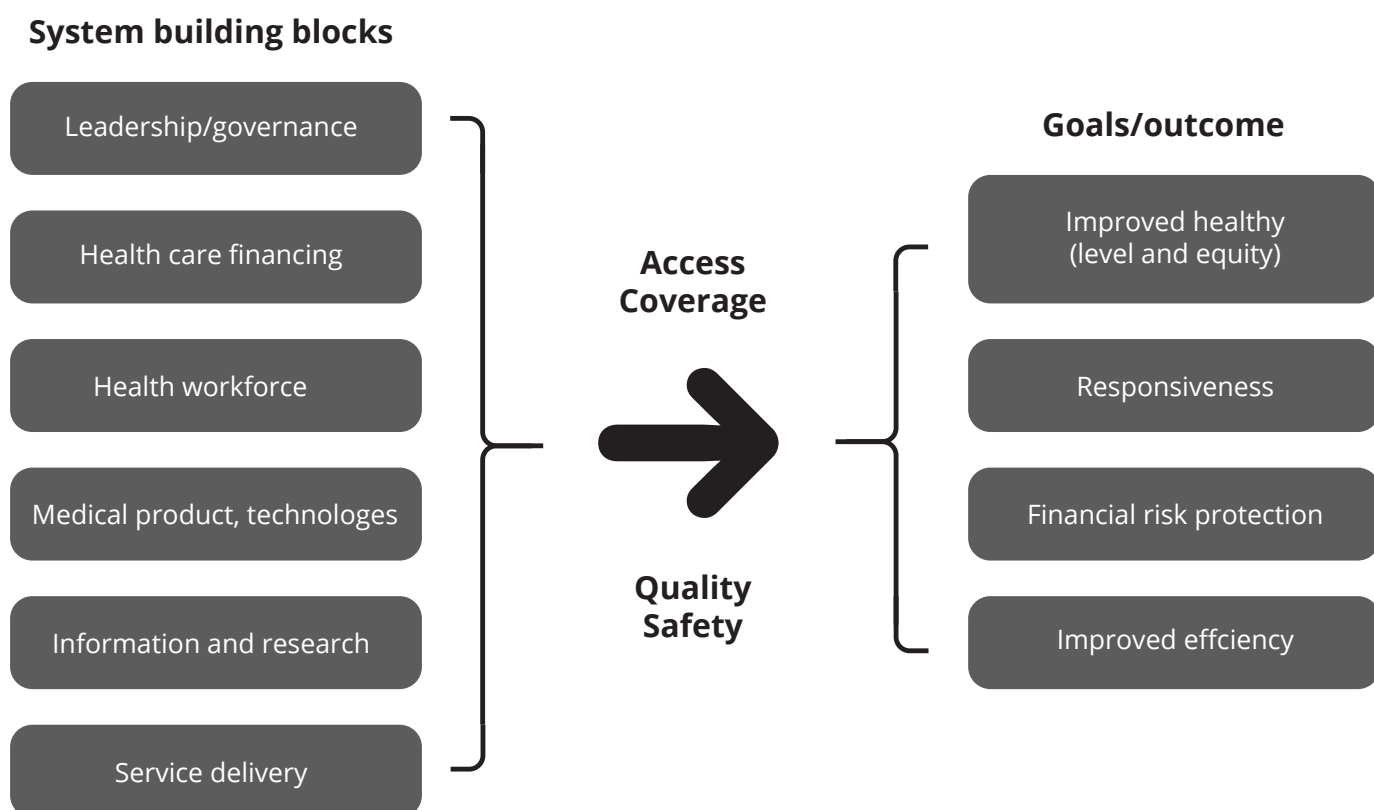 System building blocks
Leadership/governance
Health care financing
Health workforce
Medical product, technologes
Information and research
Service delivery
Access
Coverage
Quality
Safety
Goals/outcome
Improved healthy
(level and equity)
Responsiveness
Financial risk protection
Improved effciency